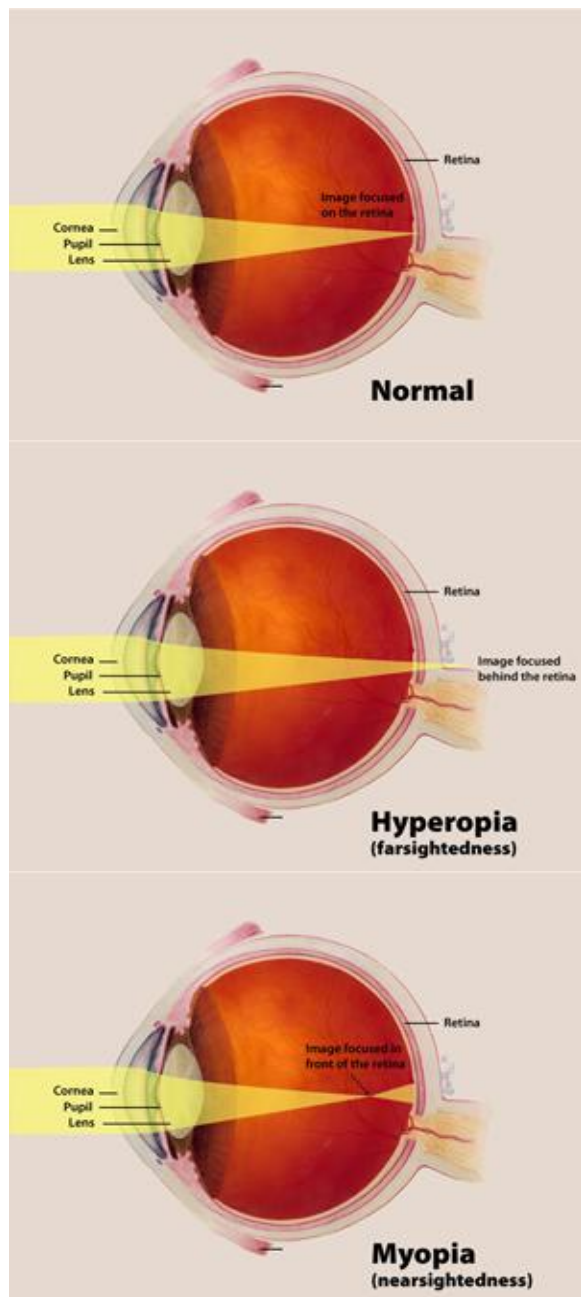 Retina
Image focused
on the retina
Cornea
Pupil
Lens
Normal
Retina
Cornea
Pupil
Lens
Image focused
behind the retina
Hyperopia
(farsightedness)
Retina
Image focused in
front of the retina
Cornea
Pupil
Lens
Myopia
(nearsightedness)